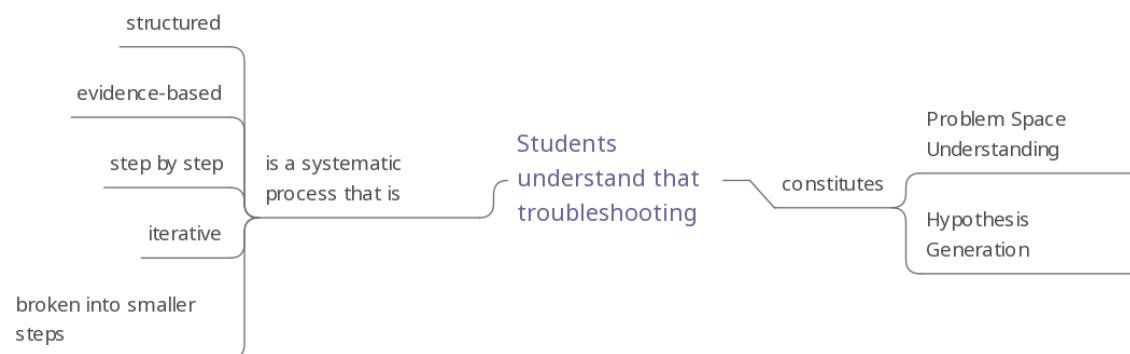 structured
evidence-based
step by step
iterative
broken into smaller
steps
is a systematic
process that is
Students
understand that
troubleshooting
constitutes
Problem Space
Understanding
Hypothesis
Generation